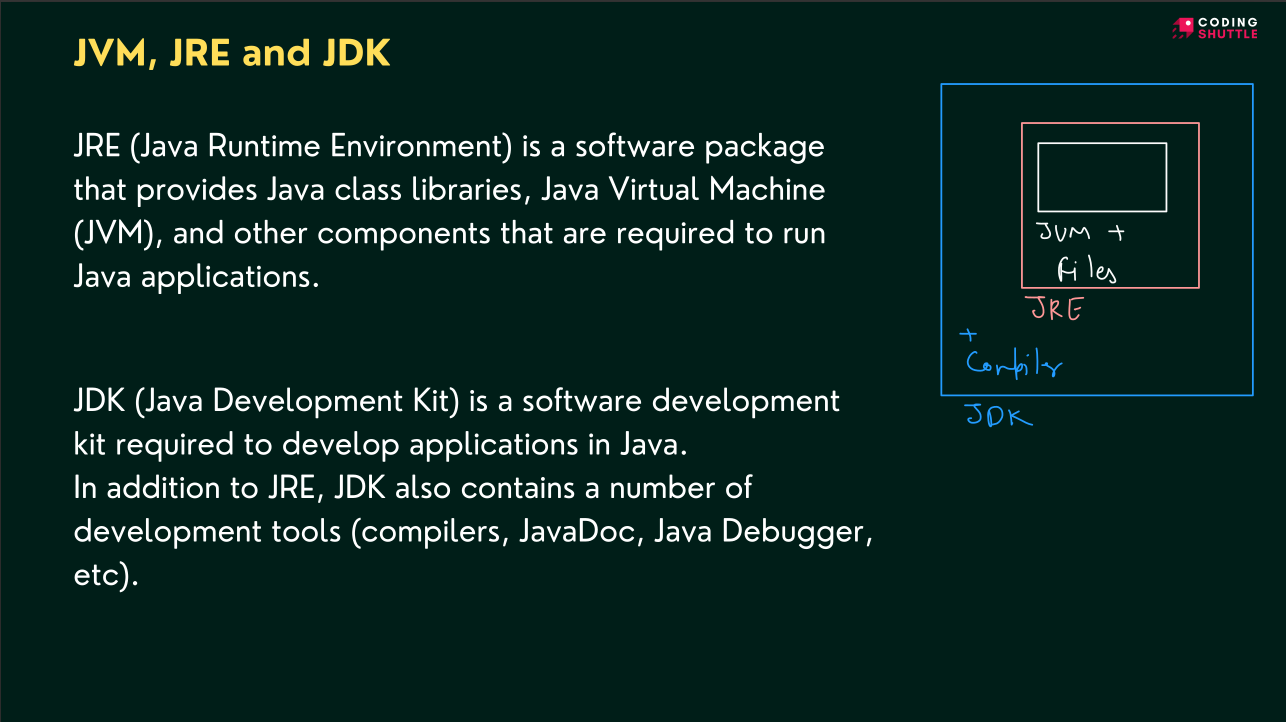 CODING
SHUTTLE
JVM, JRE and JDK
JRE (Java Runtime Environment) is a software package
that provides Java class libraries, Java Virtual Machine
(JVM), and other components that are required to run
Java applications.
JDK (Java Development Kit) is a software development
kit required to develop applications in Java.
In addition to JRE, JDK also contains a number of
development tools (compilers, JavaDoc, Java Debugger,
etc).
JVM +
files
JRE
+
Compiler
JDK